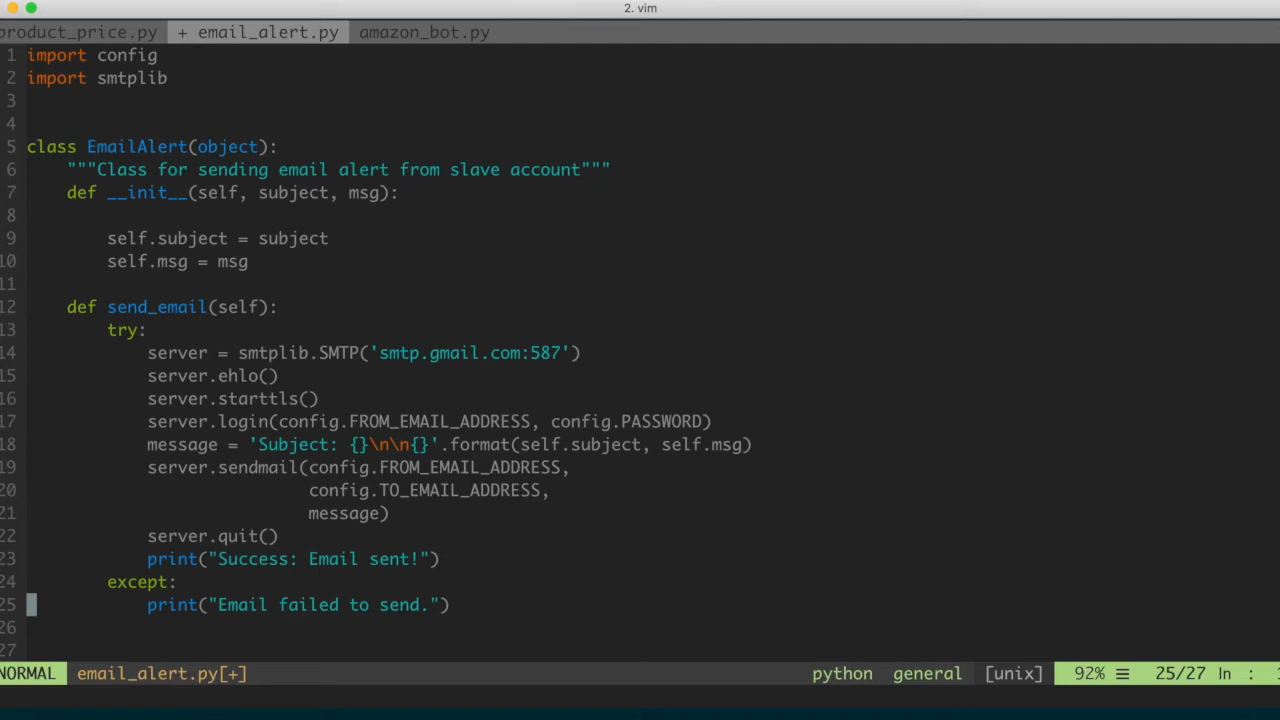 2. vim
product_price.py + email_alert.py amazon_bot.py
1 import config
2 import smtplib
3
4
5 class EmailAlert(object):
6     """Class for sending email alert from slave account"""
7     def __init__(self, subject, msg):
8
9         self.subject = subject
10         self.msg = msg
11
12     def send_email(self):
13         try:
14             server = smtplib.SMTP('smtp.gmail.com:587')
15             server.ehlo()
16             server.starttls()
17             server.login(config.FROM_EMAIL_ADDRESS, config.PASSWORD)
18             message = 'Subject: {}\n\n{}'.format(self.subject, self.msg)
19             server.sendmail(config.FROM_EMAIL_ADDRESS,
20                             config.TO_EMAIL_ADDRESS,
21                             message)
22             server.quit()
23             print("Success: Email sent!")
24         except:
25             print("Email failed to send.")
26
27
NORMAL email_alert.py[+] python general [unix] 92% ☰ 25/27 ln : 1